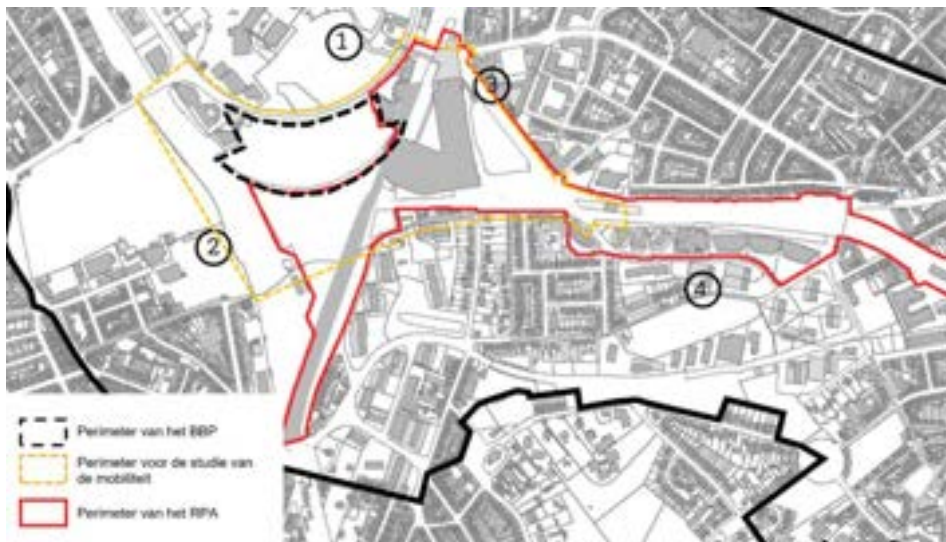 1
3
2
4
Perimeter van het BBP
Perimeter voor de studie van
de mobiliteit
Perimeter van het RPA